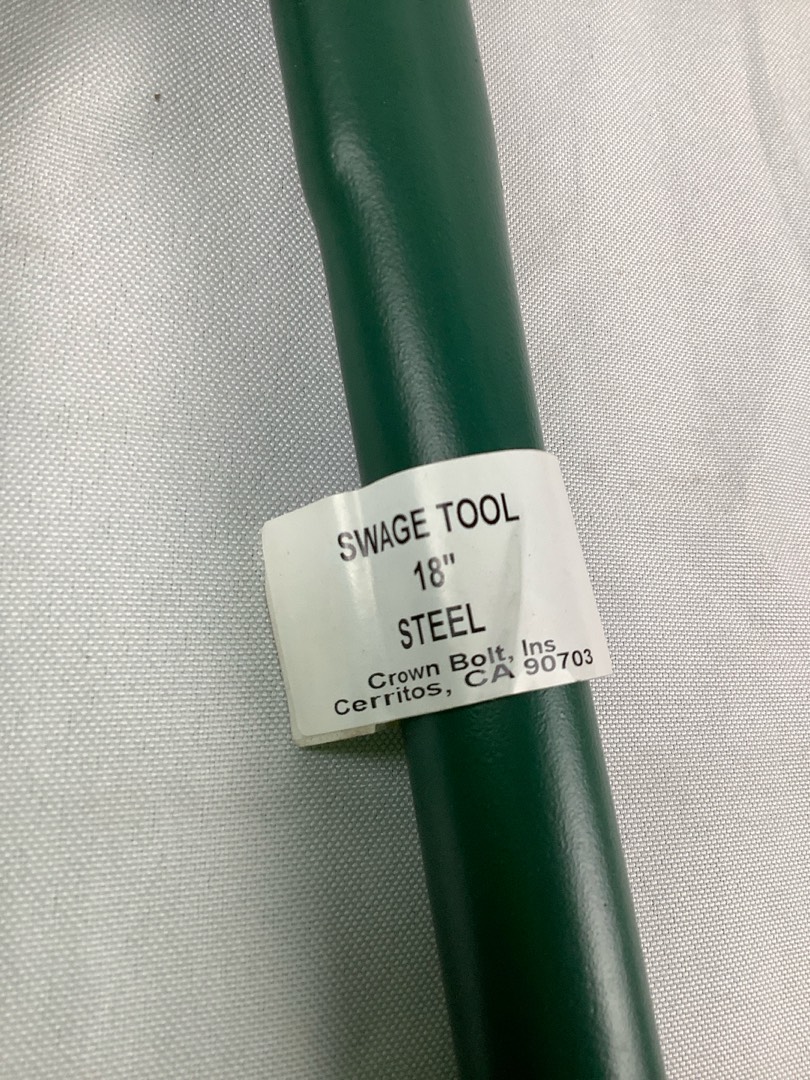 SWAGE TOOL
18"
STEEL
Crown Bolt, Ins
Cerritos, CA 90703